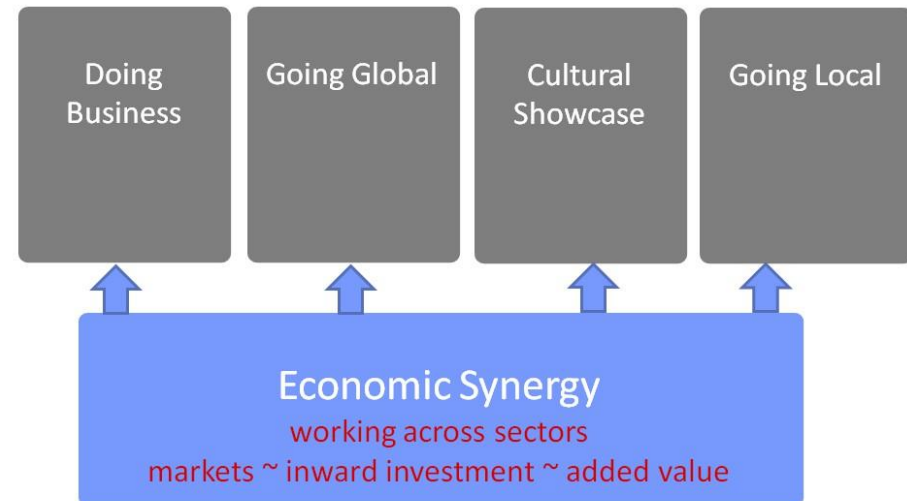 Doing
Business
Going Global
Cultural
Showcase
Going Local
Economic Synergy
working across sectors
markets ~ inward investment ~ added value